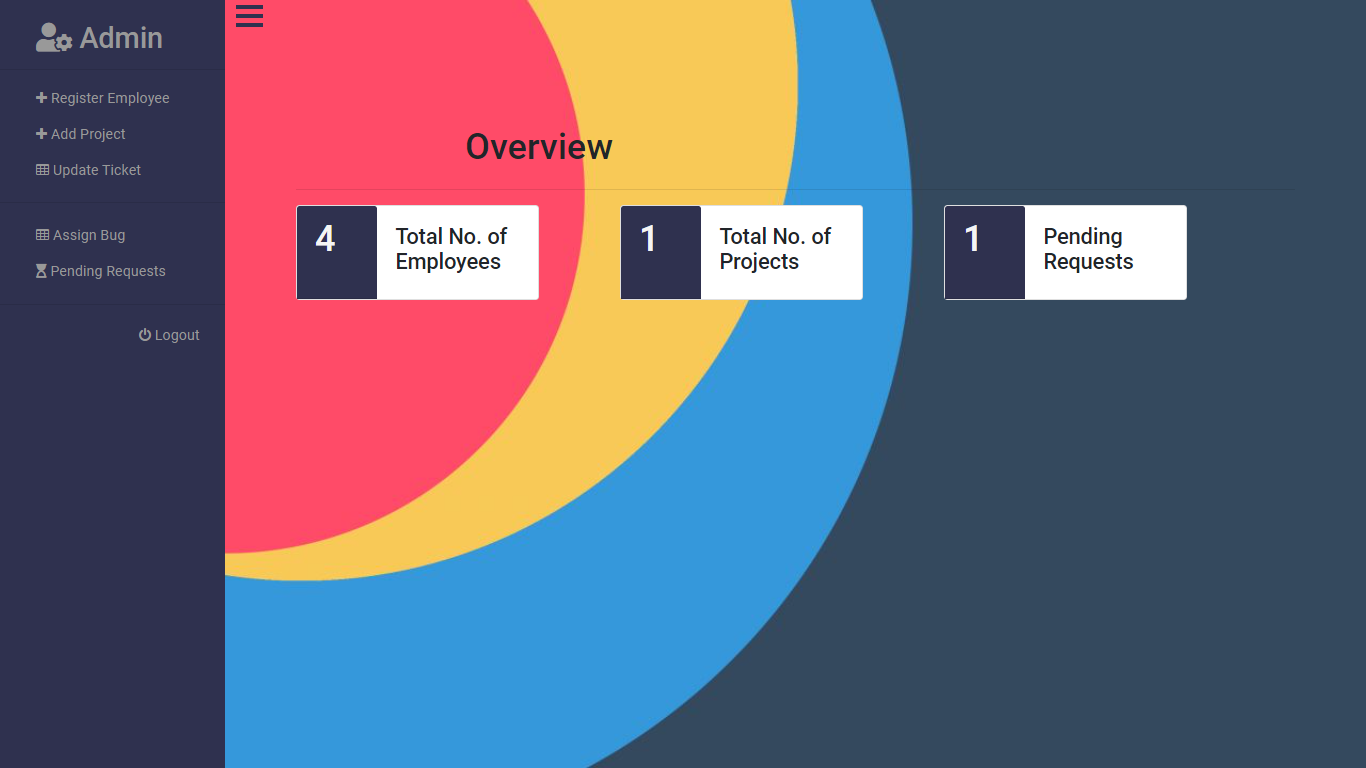 Admin
Register Employee
Add Project
Update Ticket
Assign Bug
Pending Requests
Logout
Overview
4
Total No. of
Employees
1
Total No. of
Projects
1
Pending
Requests